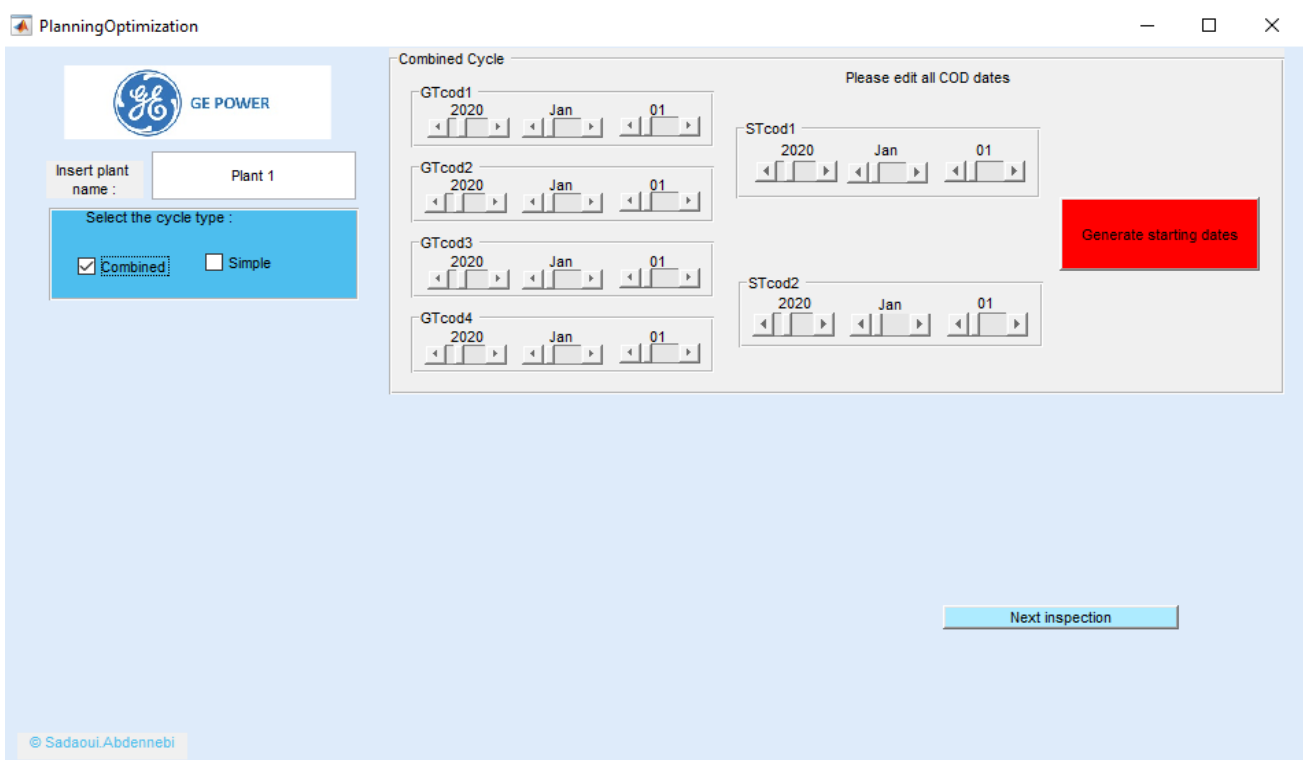 PlanningOptimization
GE
GE POWER
Insert plant
name :
Plant 1
Select the cycle type :
Combined
Simple
Combined Cycle
Please edit all COD dates
GTcod1
2020 Jan 01
GTcod2
2020 Jan 01
GTcod3
2020 Jan 01
GTcod4
2020 Jan 01
STcod1
2020 Jan 01
STcod2
2020 Jan 01
Generate starting dates
Next inspection
© Sadaoui.Abdennebi